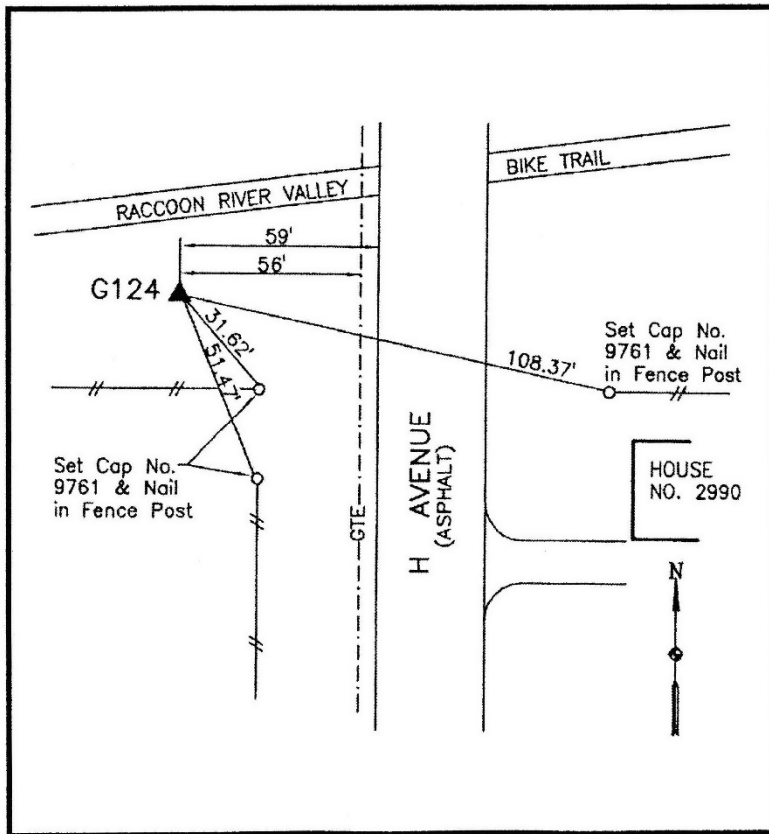 BIKE TRAIL
RACCOON RIVER VALLEY
59'
56'
G124
31.62'
51.47'
108.37'
Set Cap No.
9761 & Nail
in Fence Post
Set Cap No.
9761 & Nail
in Fence Post
HOUSE
NO. 2990
H AVENUE
(ASPHALT)
GTE
N